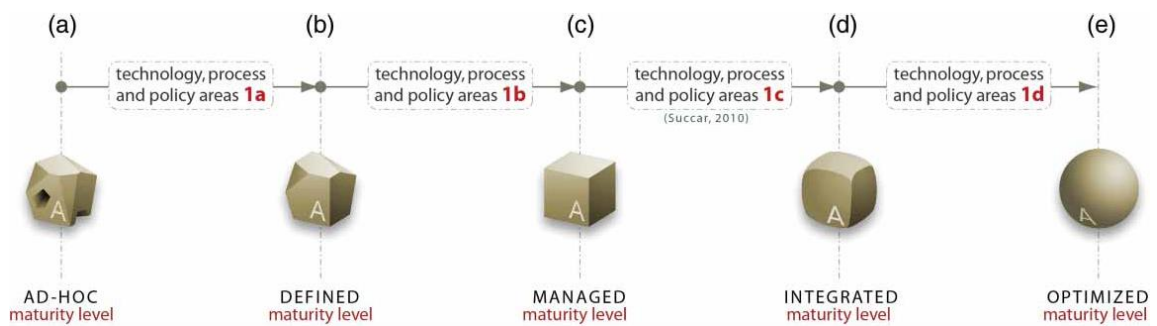 (a) (b) (c) (d) (e)
technology, process
and policy areas 1a
technology, process
and policy areas 1b
technology, process
and policy areas 1c
(Succar, 2010)
technology, process
and policy areas 1d
A A A A A
AD-HOC
maturity level
DEFINED
maturity level
MANAGED
maturity level
INTEGRATED
maturity level
OPTIMIZED
maturity level